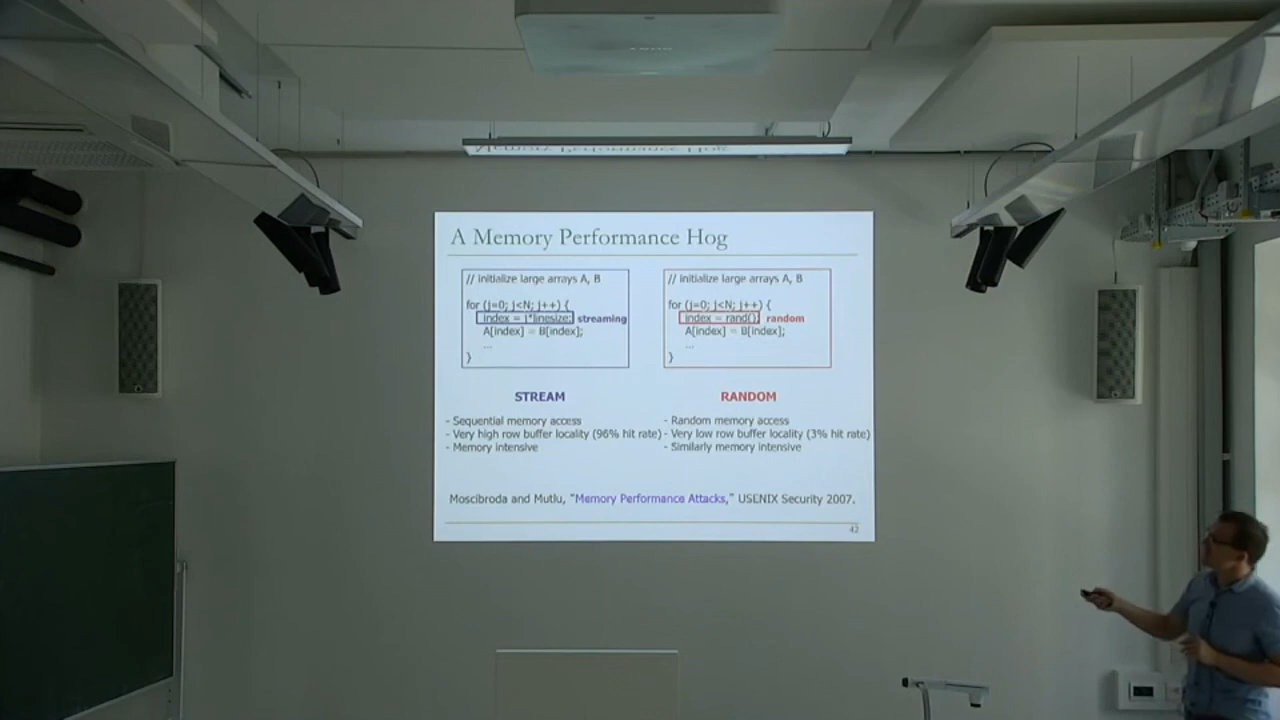 A Memory Performance Hog
// initialize large arrays A, B
for (j=0; j<N; j++) {
index = j*linesize; streaming
A[index] = B[index];
...
}
// initialize large arrays A, B
for (j=0; j<N; j++) {
index = rand(); random
A[index] = B[index];
...
}
STREAM
- Sequential memory access
- Very high row buffer locality (96% hit rate)
- Memory intensive
RANDOM
- Random memory access
- Very low row buffer locality (3% hit rate)
- Similarly memory intensive
Moscibroda and Mutlu, “Memory Performance Attacks,” USENIX Security 2007.
42